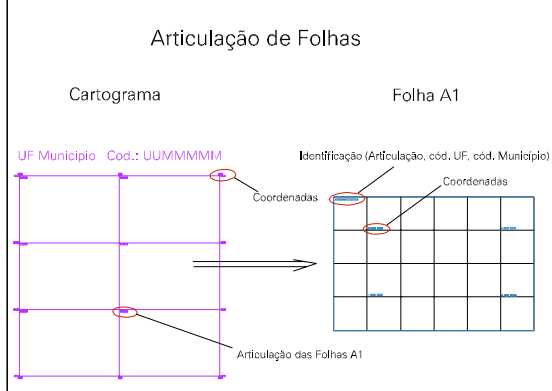 Articulação de Folhas
Cartograma
Folha A1
UF Municipio Cod.: UUMMMMM
Identificação (Articulação, cód. UF, cód. Município)
Coordenadas
Coordenadas
Articulação das Folhas A1